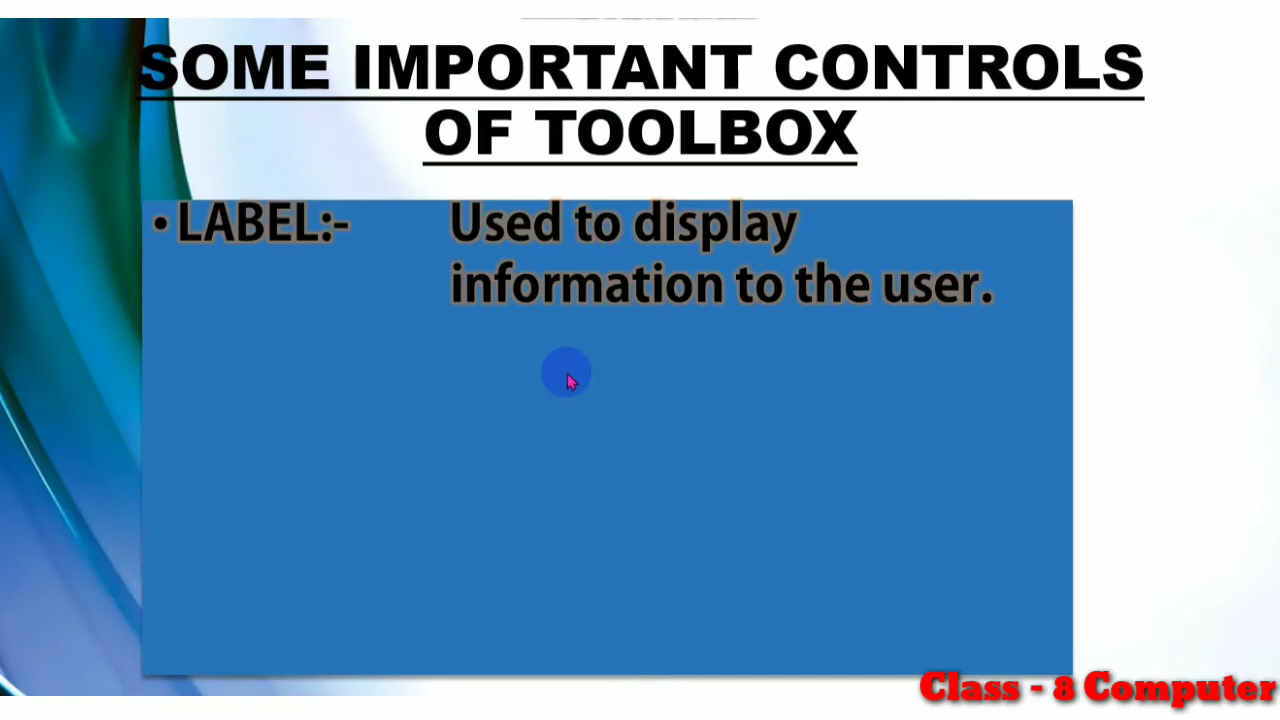 SOME IMPORTANT CONTROLS
OF TOOLBOX
• LABEL:- Used to display
information to the user.
Class - 8 Computer